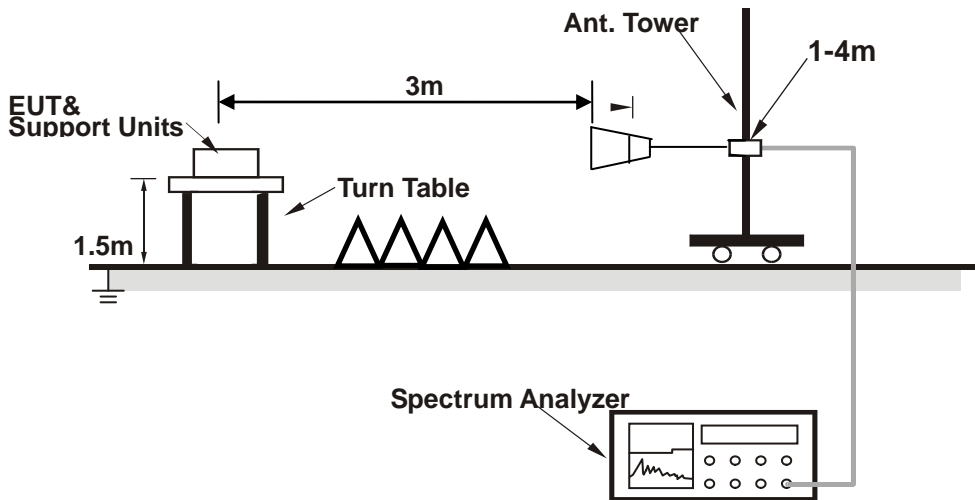 Ant. Tower
1-4m
3m
EUT&
Support Units
Turn Table
1.5m
Spectrum Analyzer